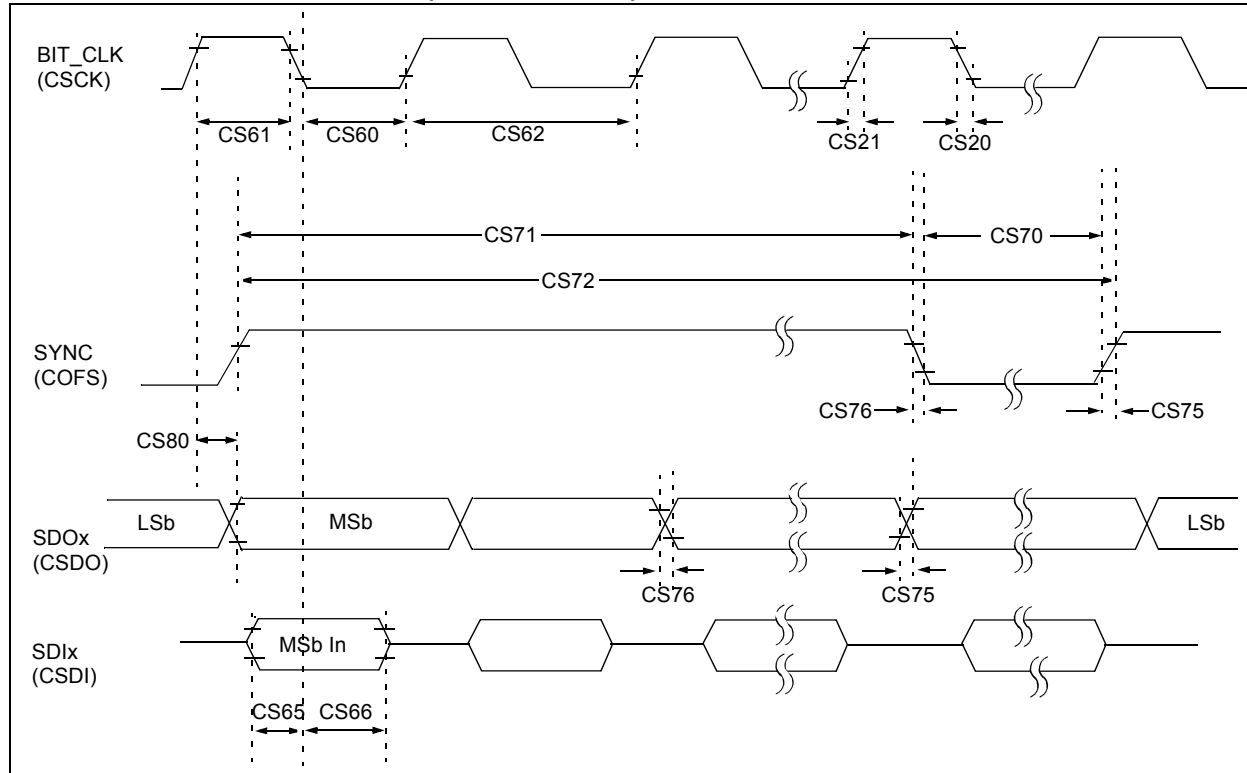 BIT_CLK
(CSCK)
CS61
CS60
CS62
CS21
CS20
CS71
CS70
CS72
SYNC
(COFS)
CS76
CS75
CS80
SDOx
(CSDO)
LSb
MSb
LSb
CS76
CS75
SDIx
(CSDI)
MSb In
CS65
CS66